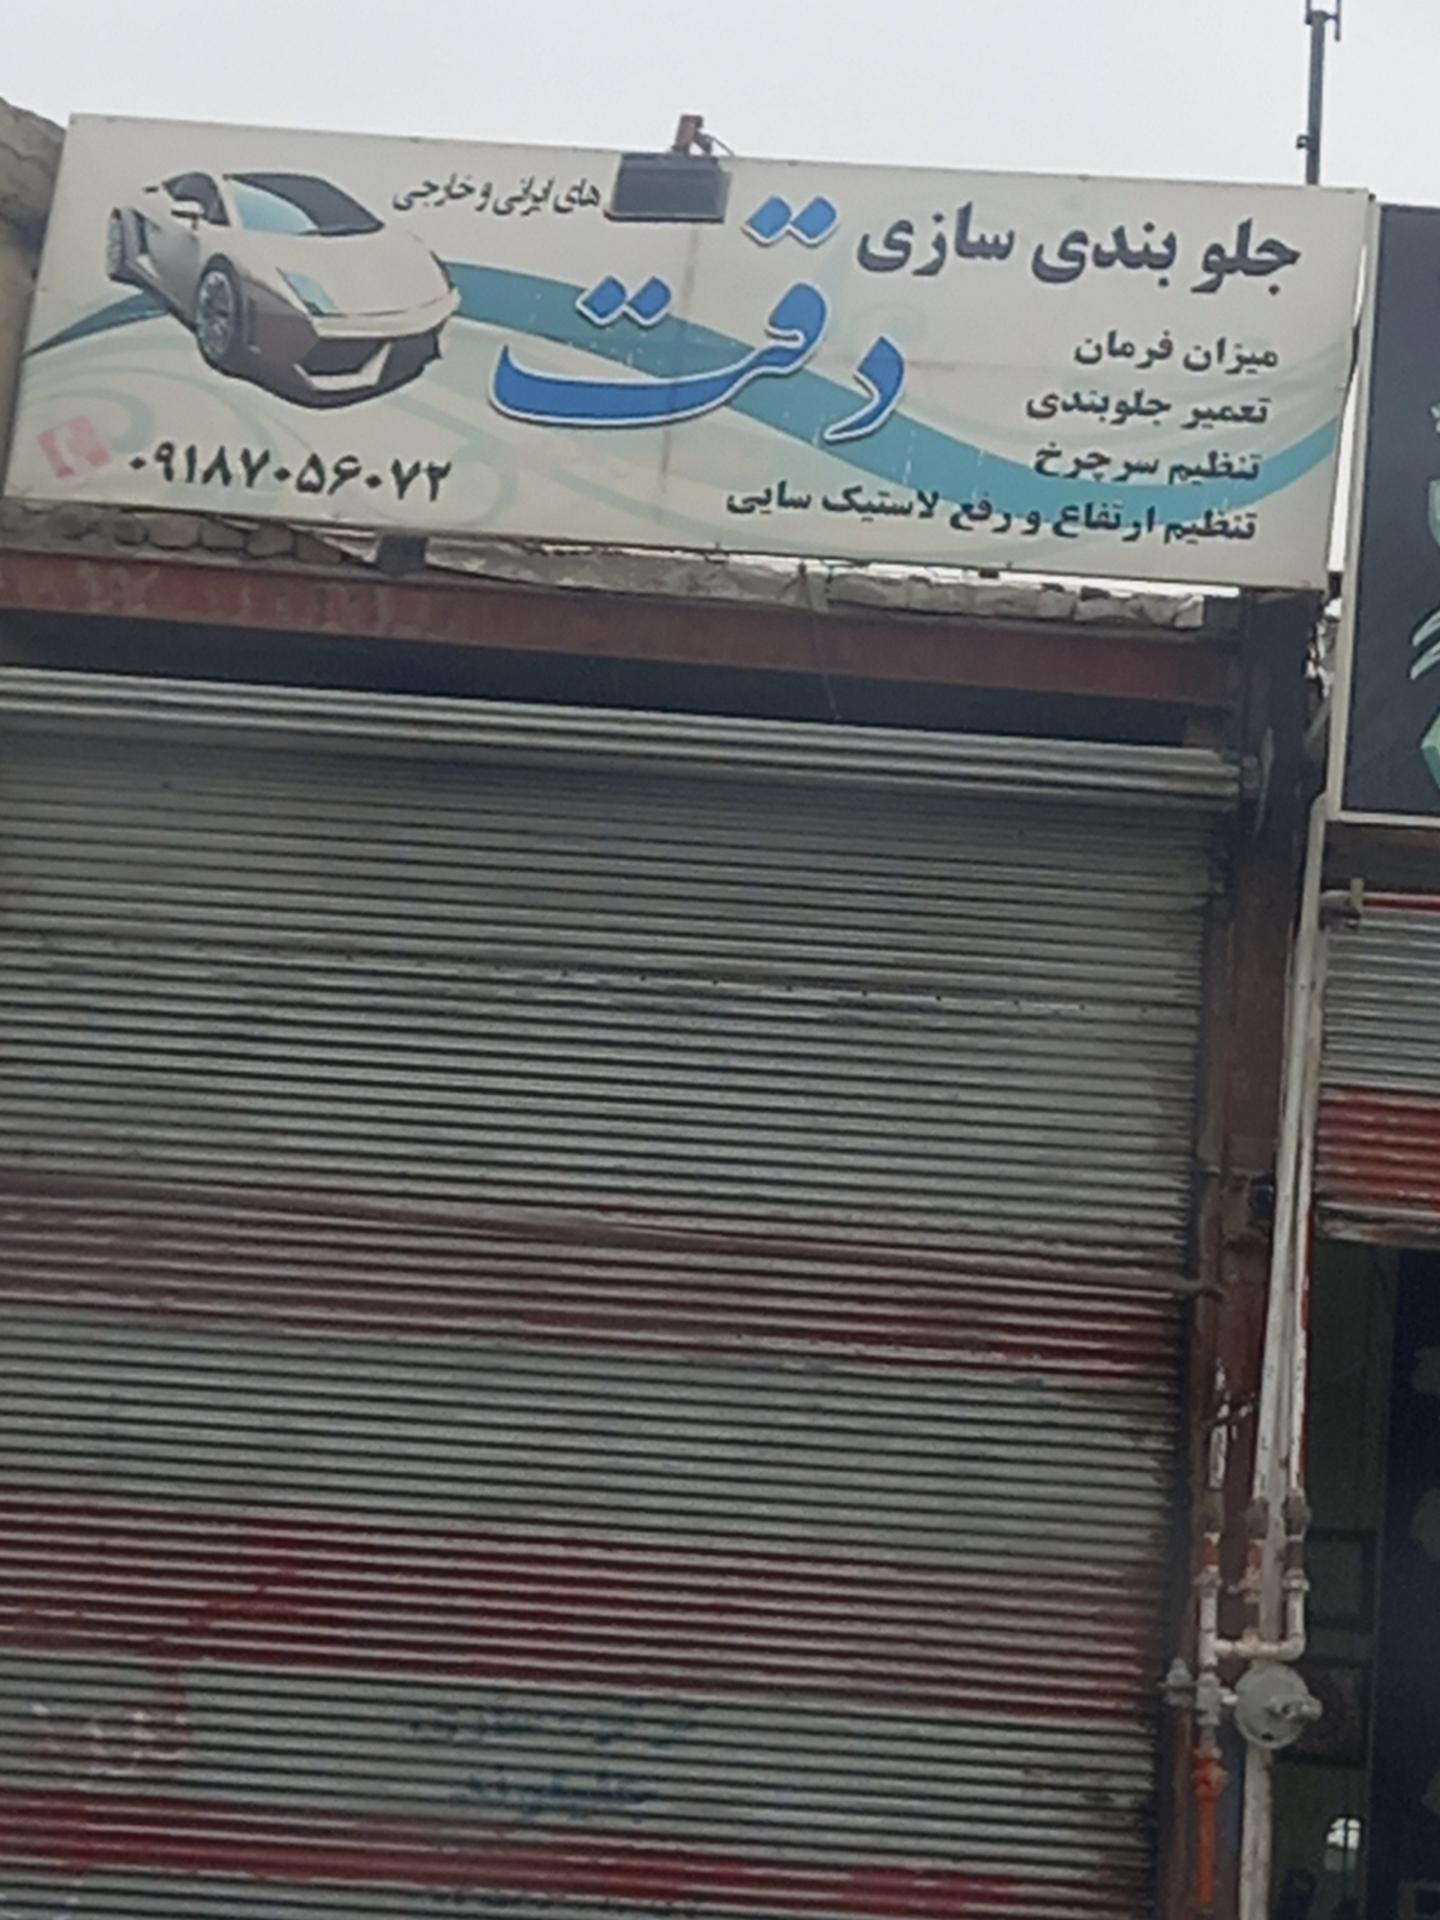 جلو بندی سازی
های ایرانی و خارجی
دقت
میزان فرمان
تعمیر جلوبندی
تنظیم سرچرخ
تنظیم ارتفاع و رفع لاستیک سایی
۰۹۱۸۷۰۵۶۰۷۲